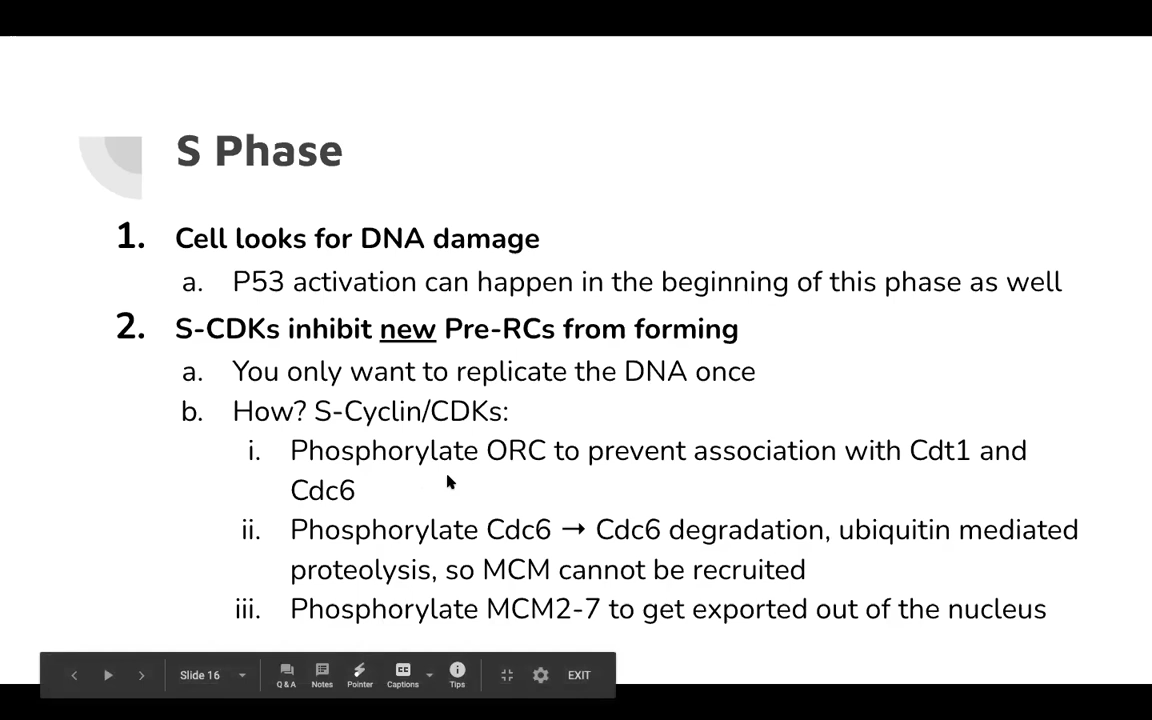 S Phase
1. Cell looks for DNA damage
a. P53 activation can happen in the beginning of this phase as well
2. S-CDKs inhibit new Pre-RCs from forming
a. You only want to replicate the DNA once
b. How? S-Cyclin/CDKs:
i. Phosphorylate ORC to prevent association with Cdt1 and
Cdc6
ii. Phosphorylate Cdc6 → Cdc6 degradation, ubiquitin mediated
proteolysis, so MCM cannot be recruited
iii. Phosphorylate MCM2-7 to get exported out of the nucleus
Slide 16
Q & A
Notes
Pointer
CC
Captions
Tips
EXIT